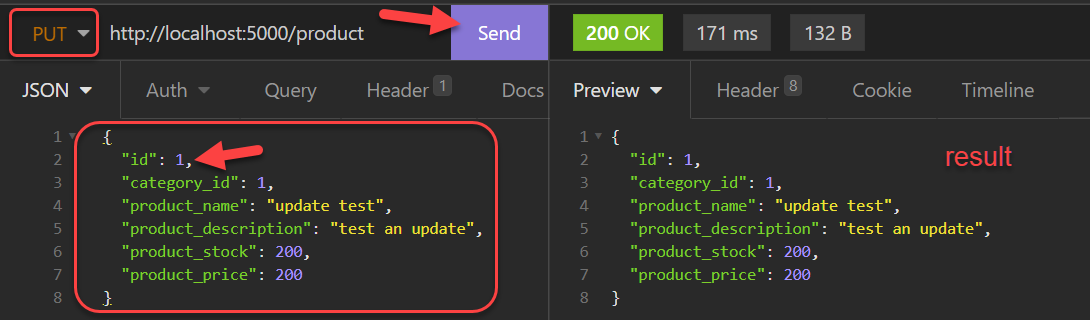 PUT http://localhost:5000/product Send 200 OK 171 ms 132 B
JSON Auth Query Header 1 Docs Preview Header 8 Cookie Timeline
1 {
2 "id": 1,
3 "category_id": 1,
4 "product_name": "update test",
5 "product_description": "test an update",
6 "product_stock": 200,
7 "product_price": 200
8 }
1 {
2 "id": 1,
3 "category_id": 1,
4 "product_name": "update test",
5 "product_description": "test an update",
6 "product_stock": 200,
7 "product_price": 200
8 }
result